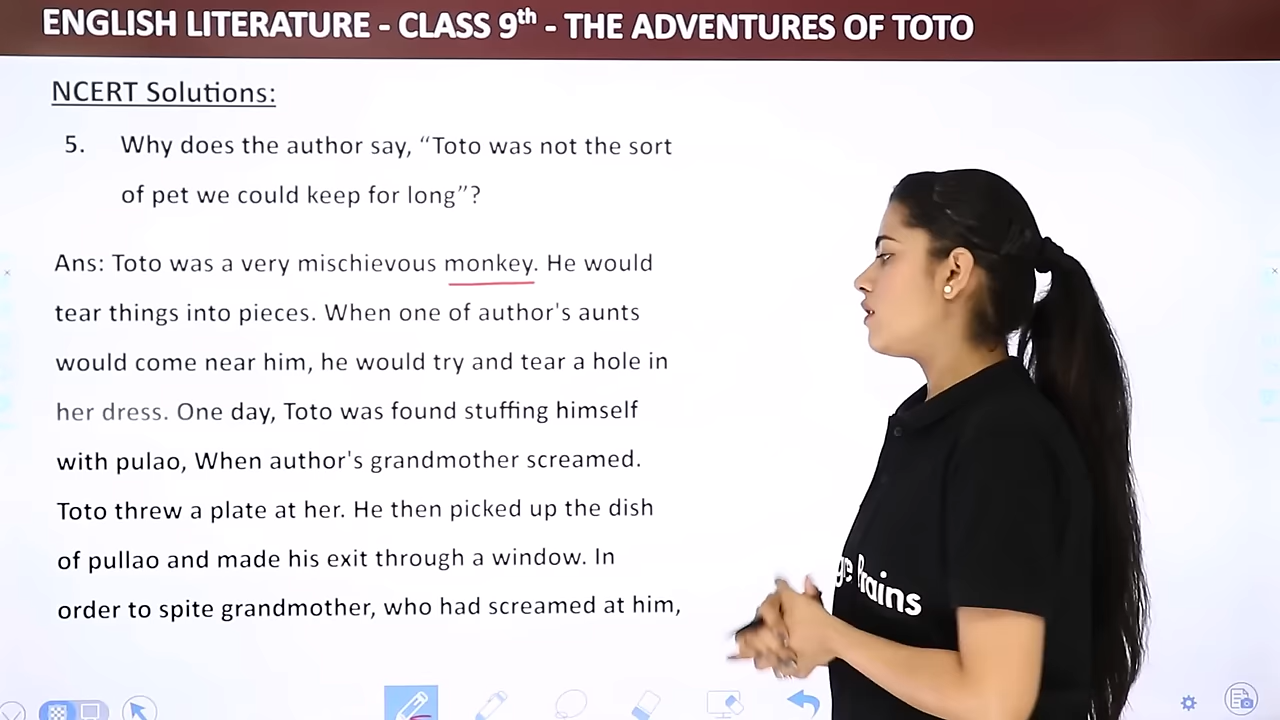 ENGLISH LITERATURE - CLASS 9th - THE ADVENTURES OF TOTO
NCERT Solutions:
5. Why does the author say, “Toto was not the sort
of pet we could keep for long”?
Ans: Toto was a very mischievous monkey. He would
tear things into pieces. When one of author's aunts
would come near him, he would try and tear a hole in
her dress. One day, Toto was found stuffing himself
with pulao, When author's grandmother screamed.
Toto threw a plate at her. He then picked up the dish
of pullao and made his exit through a window. In
order to spite grandmother, who had screamed at him,
Brains